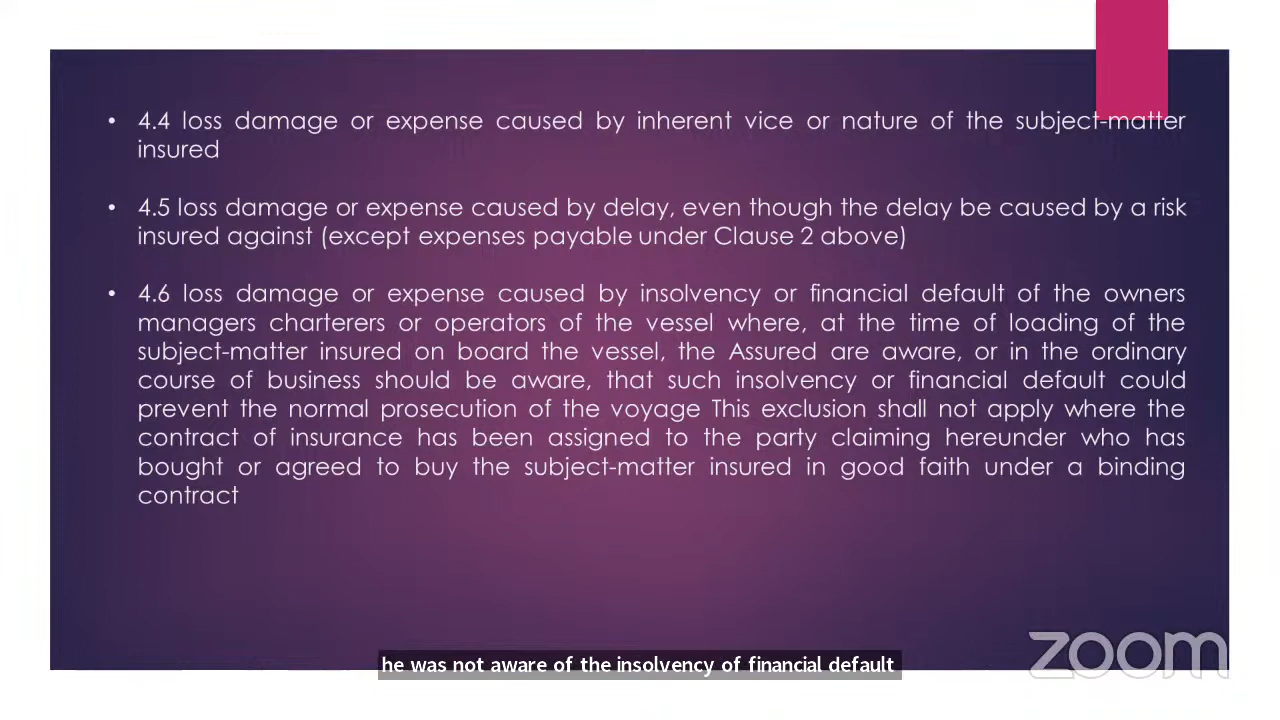 • 4.4 loss damage or expense caused by inherent vice or nature of the subject-matter
insured
• 4.5 loss damage or expense caused by delay, even though the delay be caused by a risk
insured against (except expenses payable under Clause 2 above)
• 4.6 loss damage or expense caused by insolvency or financial default of the owners
managers charterers or operators of the vessel where, at the time of loading of the
subject-matter insured on board the vessel, the Assured are aware, or in the ordinary
course of business should be aware, that such insolvency or financial default could
prevent the normal prosecution of the voyage This exclusion shall not apply where the
contract of insurance has been assigned to the party claiming hereunder who has
bought or agreed to buy the subject-matter insured in good faith under a binding
contract
he was not aware of the insolvency of financial default
zoom